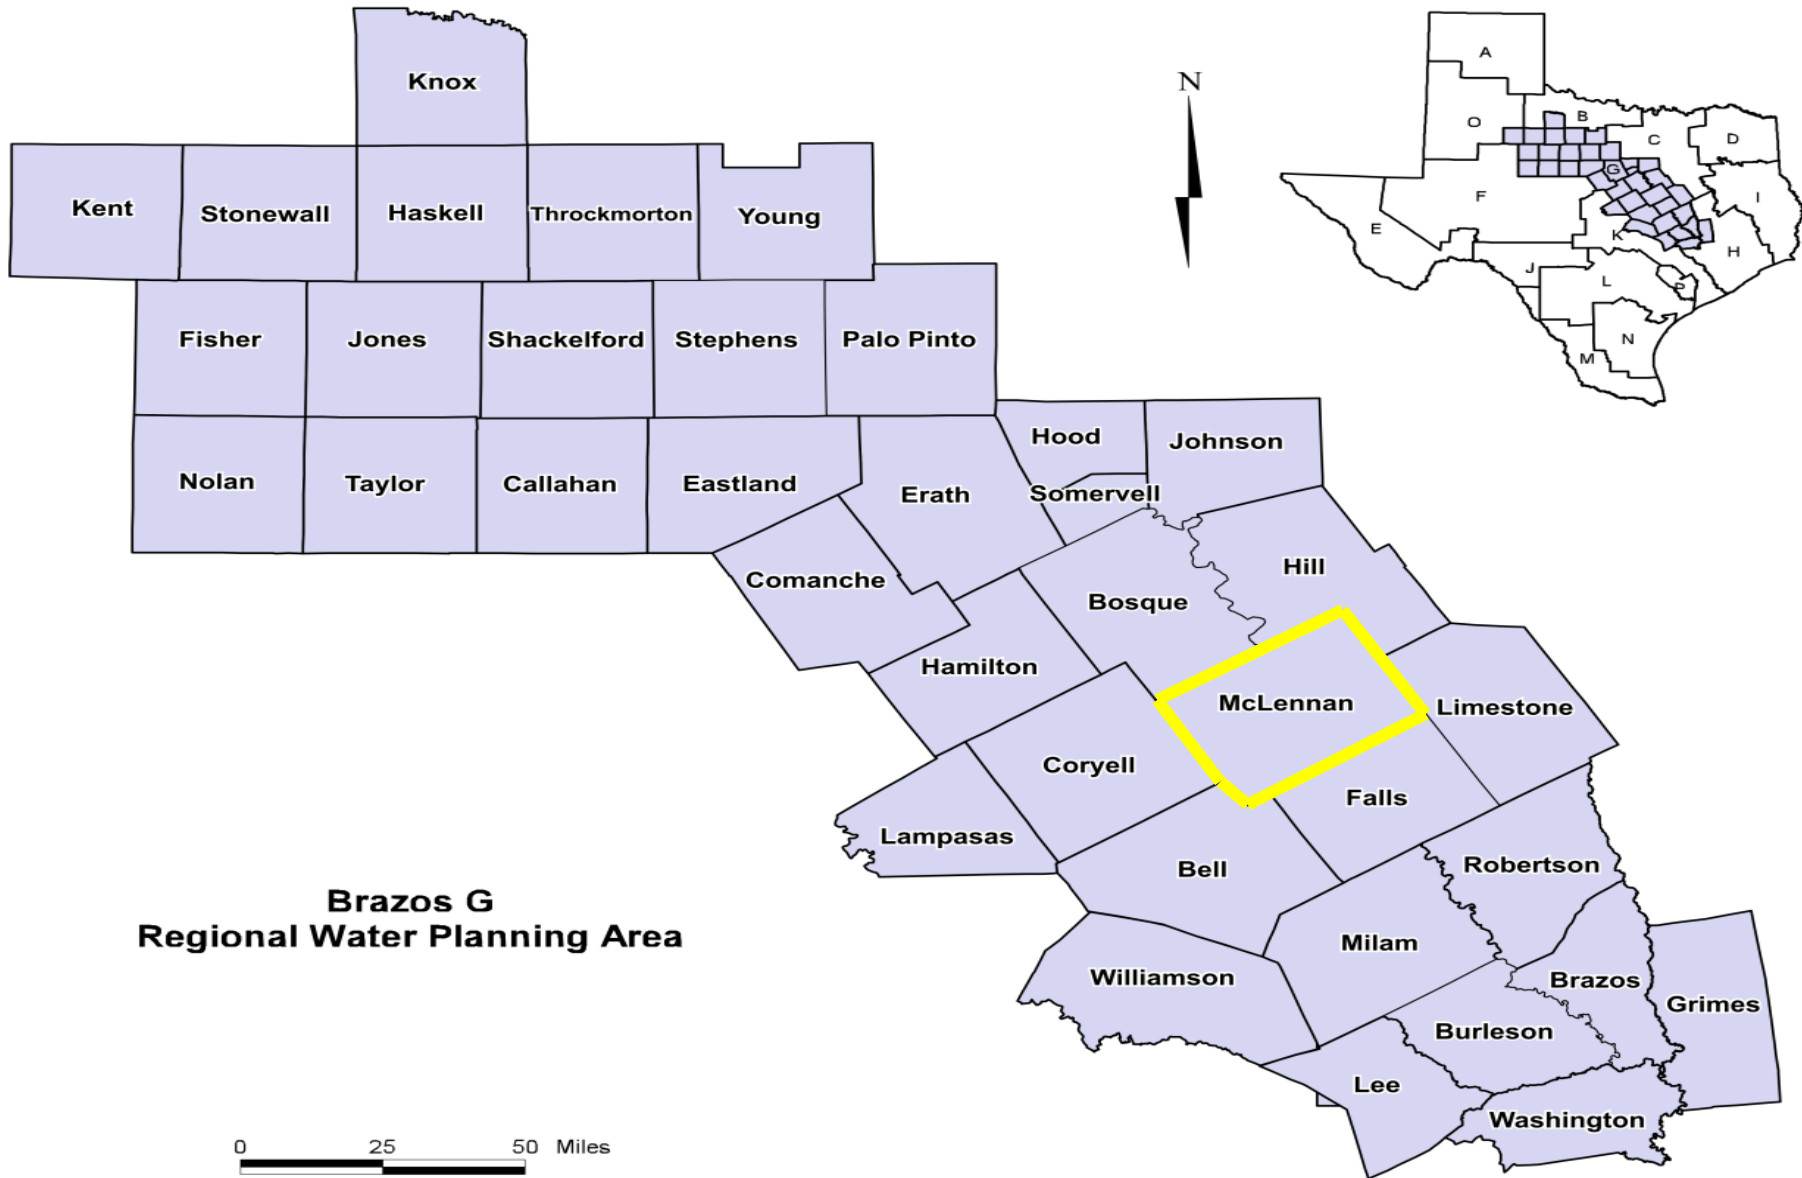 Knox
N
A
Kent
Stonewall
Haskell
Throckmorton
Young
O
B
C
D
G
F
I
E
K
H
J
L
P
N
M
Fisher
Jones
Shackelford
Stephens
Palo Pinto
Nolan
Taylor
Callahan
Eastland
Erath
Hood
Johnson
Somervell
Comanche
Hill
Bosque
Hamilton
McLennan
Limestone
Coryell
Falls
Lampasas
Bell
Robertson
Brazos G
Regional Water Planning Area
Milam
Williamson
Brazos
Grimes
Burleson
Lee
Washington
0 25 50 Miles